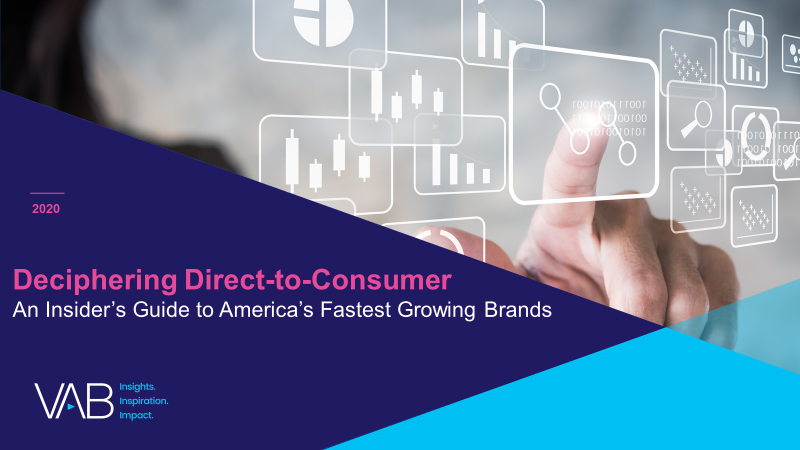 2020
Deciphering Direct-to-Consumer
An Insider's Guide to America's Fastest Growing Brands
VAB
Insights.
Inspiration.
Impact.